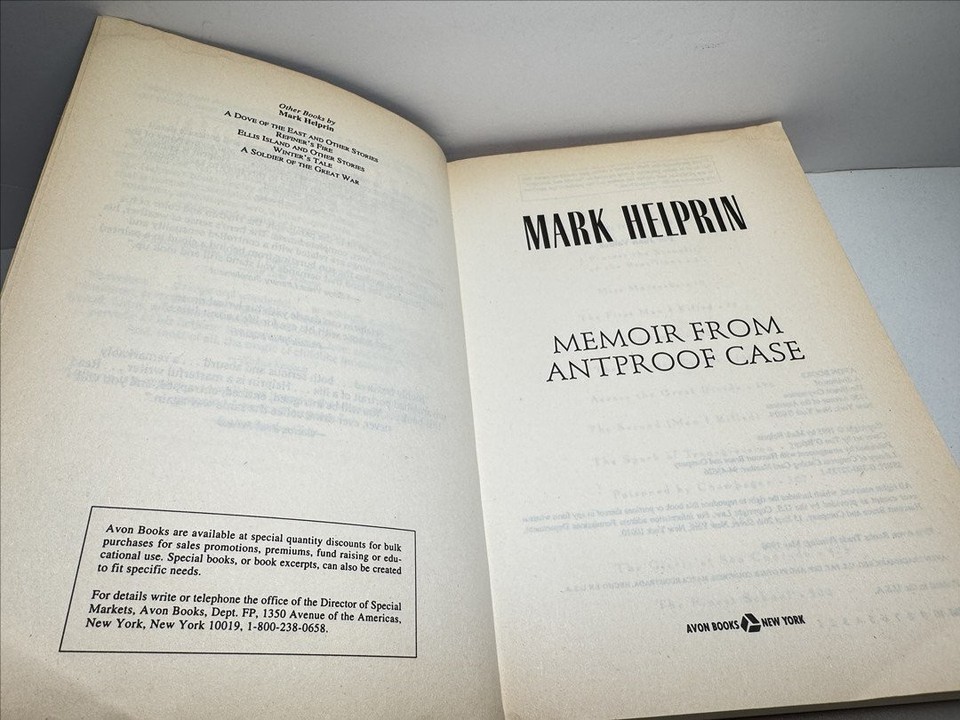 Other Books by
Mark Helprin
A DOVE OF THE EAST AND OTHER STORIES
REFINER'S FIRE
ELLIS ISLAND AND OTHER STORIES
WINTER'S TALE
A SOLDIER OF THE GREAT WAR
Avon Books are available at special quantity discounts for bulk
purchases for sales promotions, premiums, fund raising or edu-
cational use. Special books, or book excerpts, can also be created
to fit specific needs.
For details write or telephone the office of the Director of Special
Markets, Avon Books, Dept. FP, 1350 Avenue of the Americas,
New York, New York 10019, 1-800-238-0658.
MARK HELPRIN
MEMOIR FROM
ANTPROOF CASE
AVON BOOKS NEW YORK